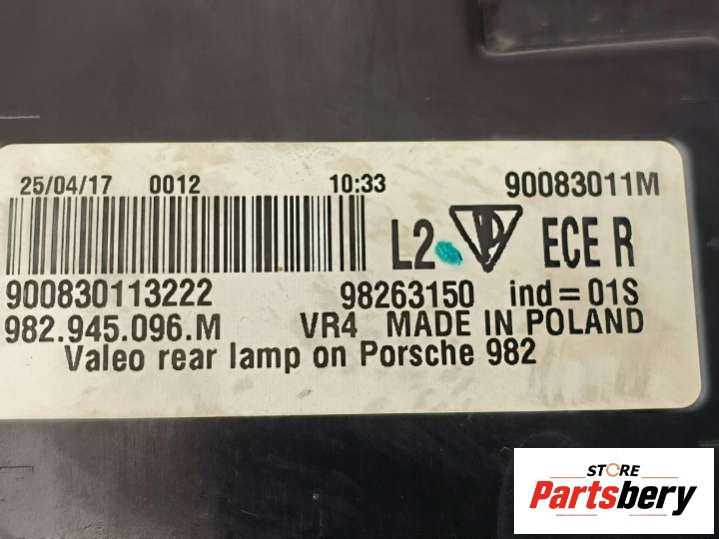 25/04/17 0012 10:33 90083011M
L2 ECE R
900830113222 98263150 ind=01S
982.945.096.M VR4 MADE IN POLAND
Valeo rear lamp on Porsche 982
STORE
Partsbery